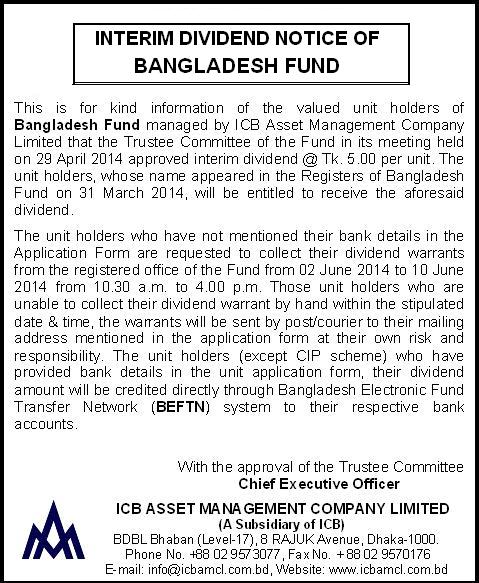 INTERIM DIVIDEND NOTICE OF
BANGLADESH FUND
This is for kind information of the valued unit holders of
Bangladesh Fund managed by ICB Asset Management Company
Limited that the Trustee Committee of the Fund in its meeting held
on 29 April 2014 approved interim dividend @ Tk. 5.00 per unit. The
unit holders, whose name appeared in the Registers of Bangladesh
Fund on 31 March 2014, will be entitled to receive the aforesaid
dividend.
The unit holders who have not mentioned their bank details in the
Application Form are requested to collect their dividend warrants
from the registered office of the Fund from 02 June 2014 to 10 June
2014 from 10.30 a.m. to 4.00 p.m. Those unit holders who are
unable to collect their dividend warrant by hand within the stipulated
date & time, the warrants will be sent by post/courier to their mailing
address mentioned in the application form at their own risk and
responsibility. The unit holders (except CIP scheme) who have
provided bank details in the unit application form, their dividend
amount will be credited directly through Bangladesh Electronic Fund
Transfer Network (BEFTN) system to their respective bank
accounts.
With the approval of the Trustee Committee
Chief Executive Officer
ICB ASSET MANAGEMENT COMPANY LIMITED
(A Subsidiary of ICB)
BDBL Bhaban (Level-17), 8 RAJUK Avenue, Dhaka-1000.
Phone No. +88 02 9573077, Fax No. +88 02 9570176
E-mail: info@icbamcl.com.bd, Website: www.icbamcl.com.bd